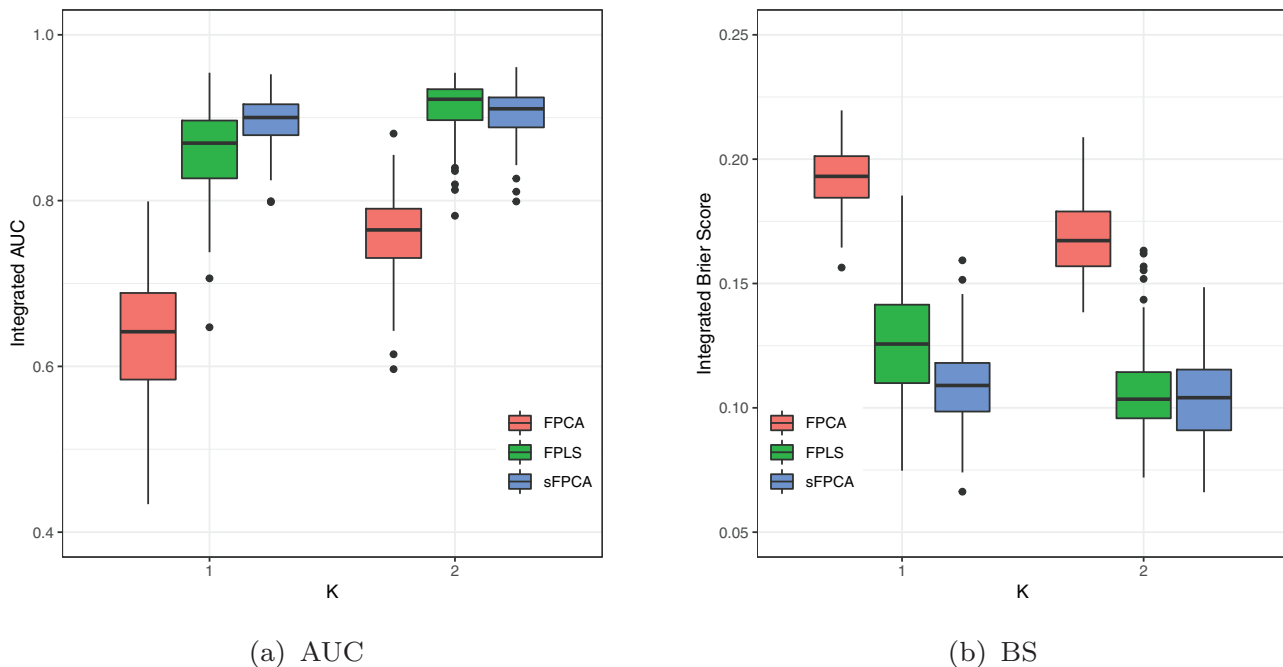 1.0
0.8
0.6
0.4
Integrated AUC
FPCA
FPLS
sFPCA
1
2
K
(a) AUC
0.25
0.20
0.15
0.10
0.05
Integrated Brier Score
FPCA
FPLS
sFPCA
1
2
K
(b) BS